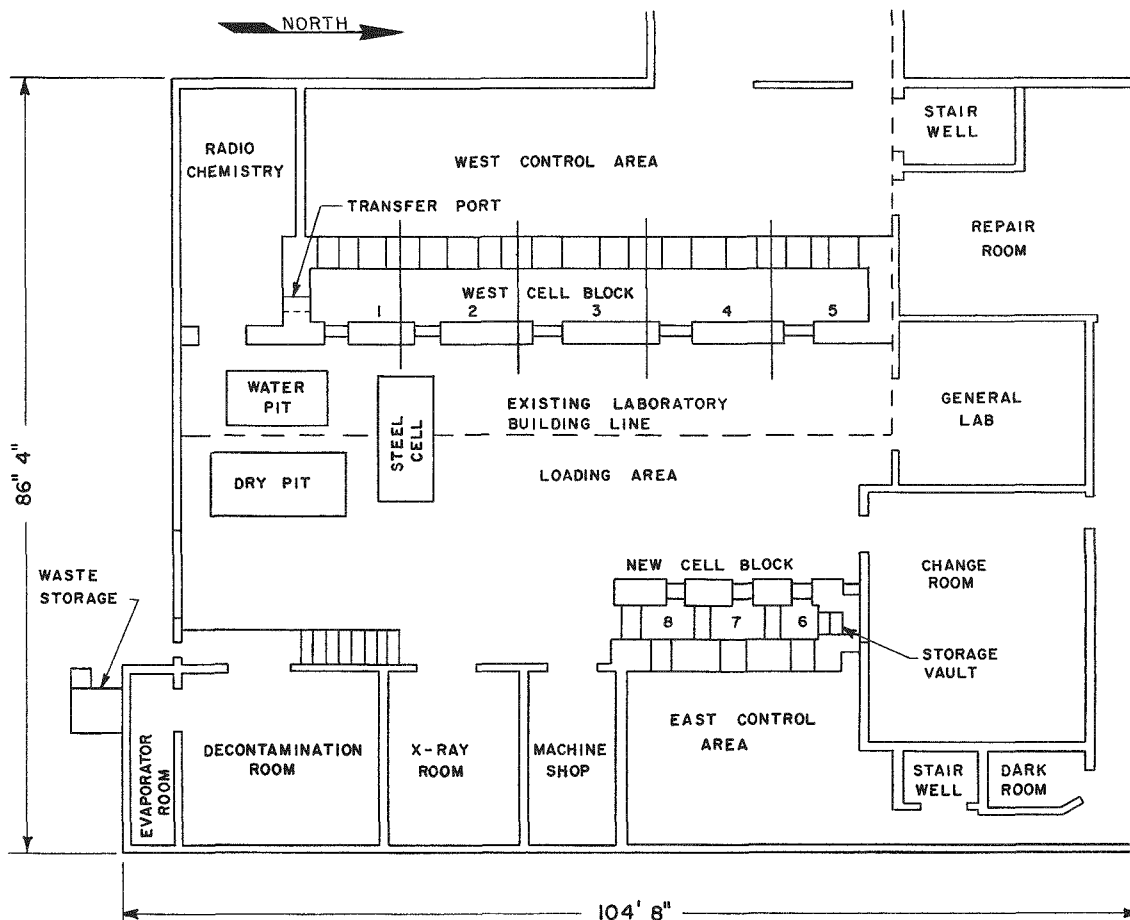 NORTH
STAIR
WELL
RADIO
CHEMISTRY
WEST CONTROL AREA
TRANSFER PORT
REPAIR
ROOM
WEST CELL BLOCK
1 2 3 4 5
WATER
PIT
STEEL
CELL
EXISTING LABORATORY
BUILDING LINE
GENERAL
LAB
86" 4"
DRY PIT
LOADING AREA
WASTE
STORAGE
NEW CELL BLOCK
CHANGE
ROOM
8 7 6
STORAGE
VAULT
EVAPORATOR
ROOM
DECONTAMINATION
ROOM
X-RAY
ROOM
MACHINE
SHOP
EAST CONTROL
AREA
STAIR
WELL
DARK
ROOM
104' 8"